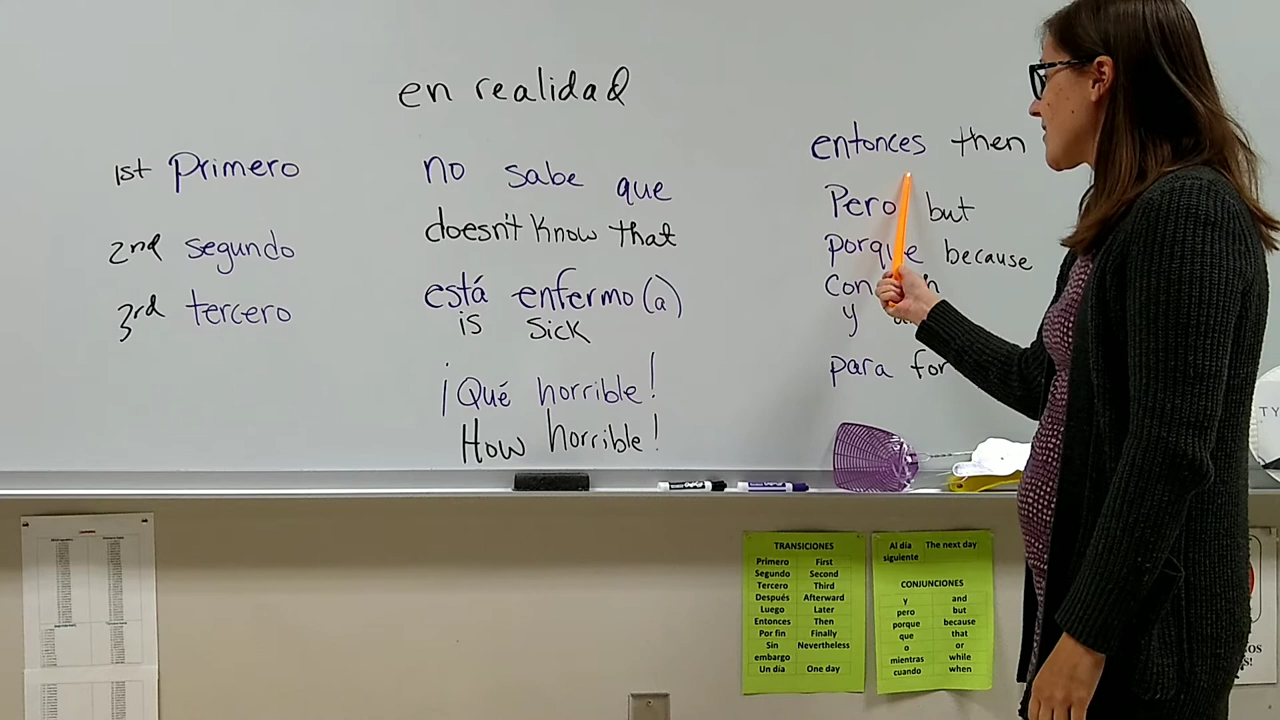 en realidad
1st Primero
2nd segundo
3rd tercero
no sabe que
doesn't know that
está enfermo(a)
is sick
¡Qué horrible!
How horrible!
entonces then
Pero but
porque because
Con
y
para for
TRANSICIONES
Primero First
Segundo Second
Tercero Third
Después Afterward
Luego Later
Entonces Then
Por fin Finally
Sin embargo Nevertheless
Un día One day
Al día siguiente The next day
CONJUNCIONES
y and
pero but
porque because
que that
o or
mientras while
cuando when